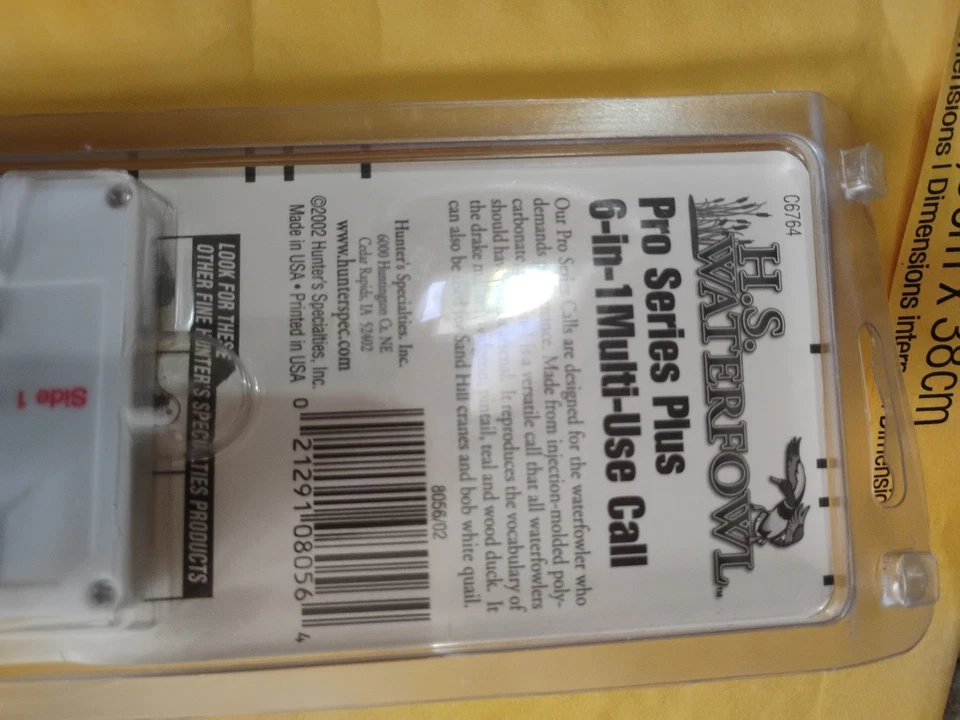 C6764
H.S.
WATERFOWL™
Pro Series Plus
6-in-1 Multi-Use Call
Our Pro Series Calls are designed for the waterfowler who
demands Made from injection-molded poly-
carbonate a versatile call that all waterfowlers
should have It reproduces the vocabulary of
the drake pintail, teal and wood duck. It
can also be Sand Hill cranes and bob white quail.
8056/02
Hunter's Specialties, Inc.
6000 Huntington Ct. NE
Cedar Rapids, IA 52402
www.hunterspec.com
©2002 Hunter's Specialties, Inc.
Made in USA • Printed in USA
0 21291 08056 4
LOOK FOR THESE
OTHER FINE HUNTER'S SPECIALTIES PRODUCTS
Side 1
X 38cm
Dimensions intern